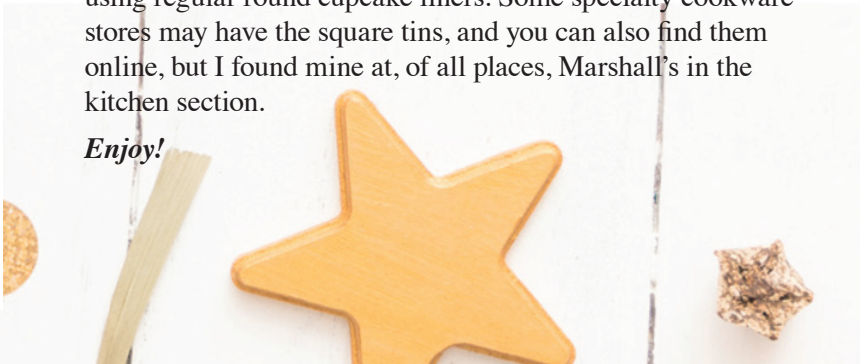 using regular round cupcake liners. Some specialty cookware
stores may have the square tins, and you can also find them
online, but I found mine at, of all places, Marshall’s in the
kitchen section.
Enjoy!